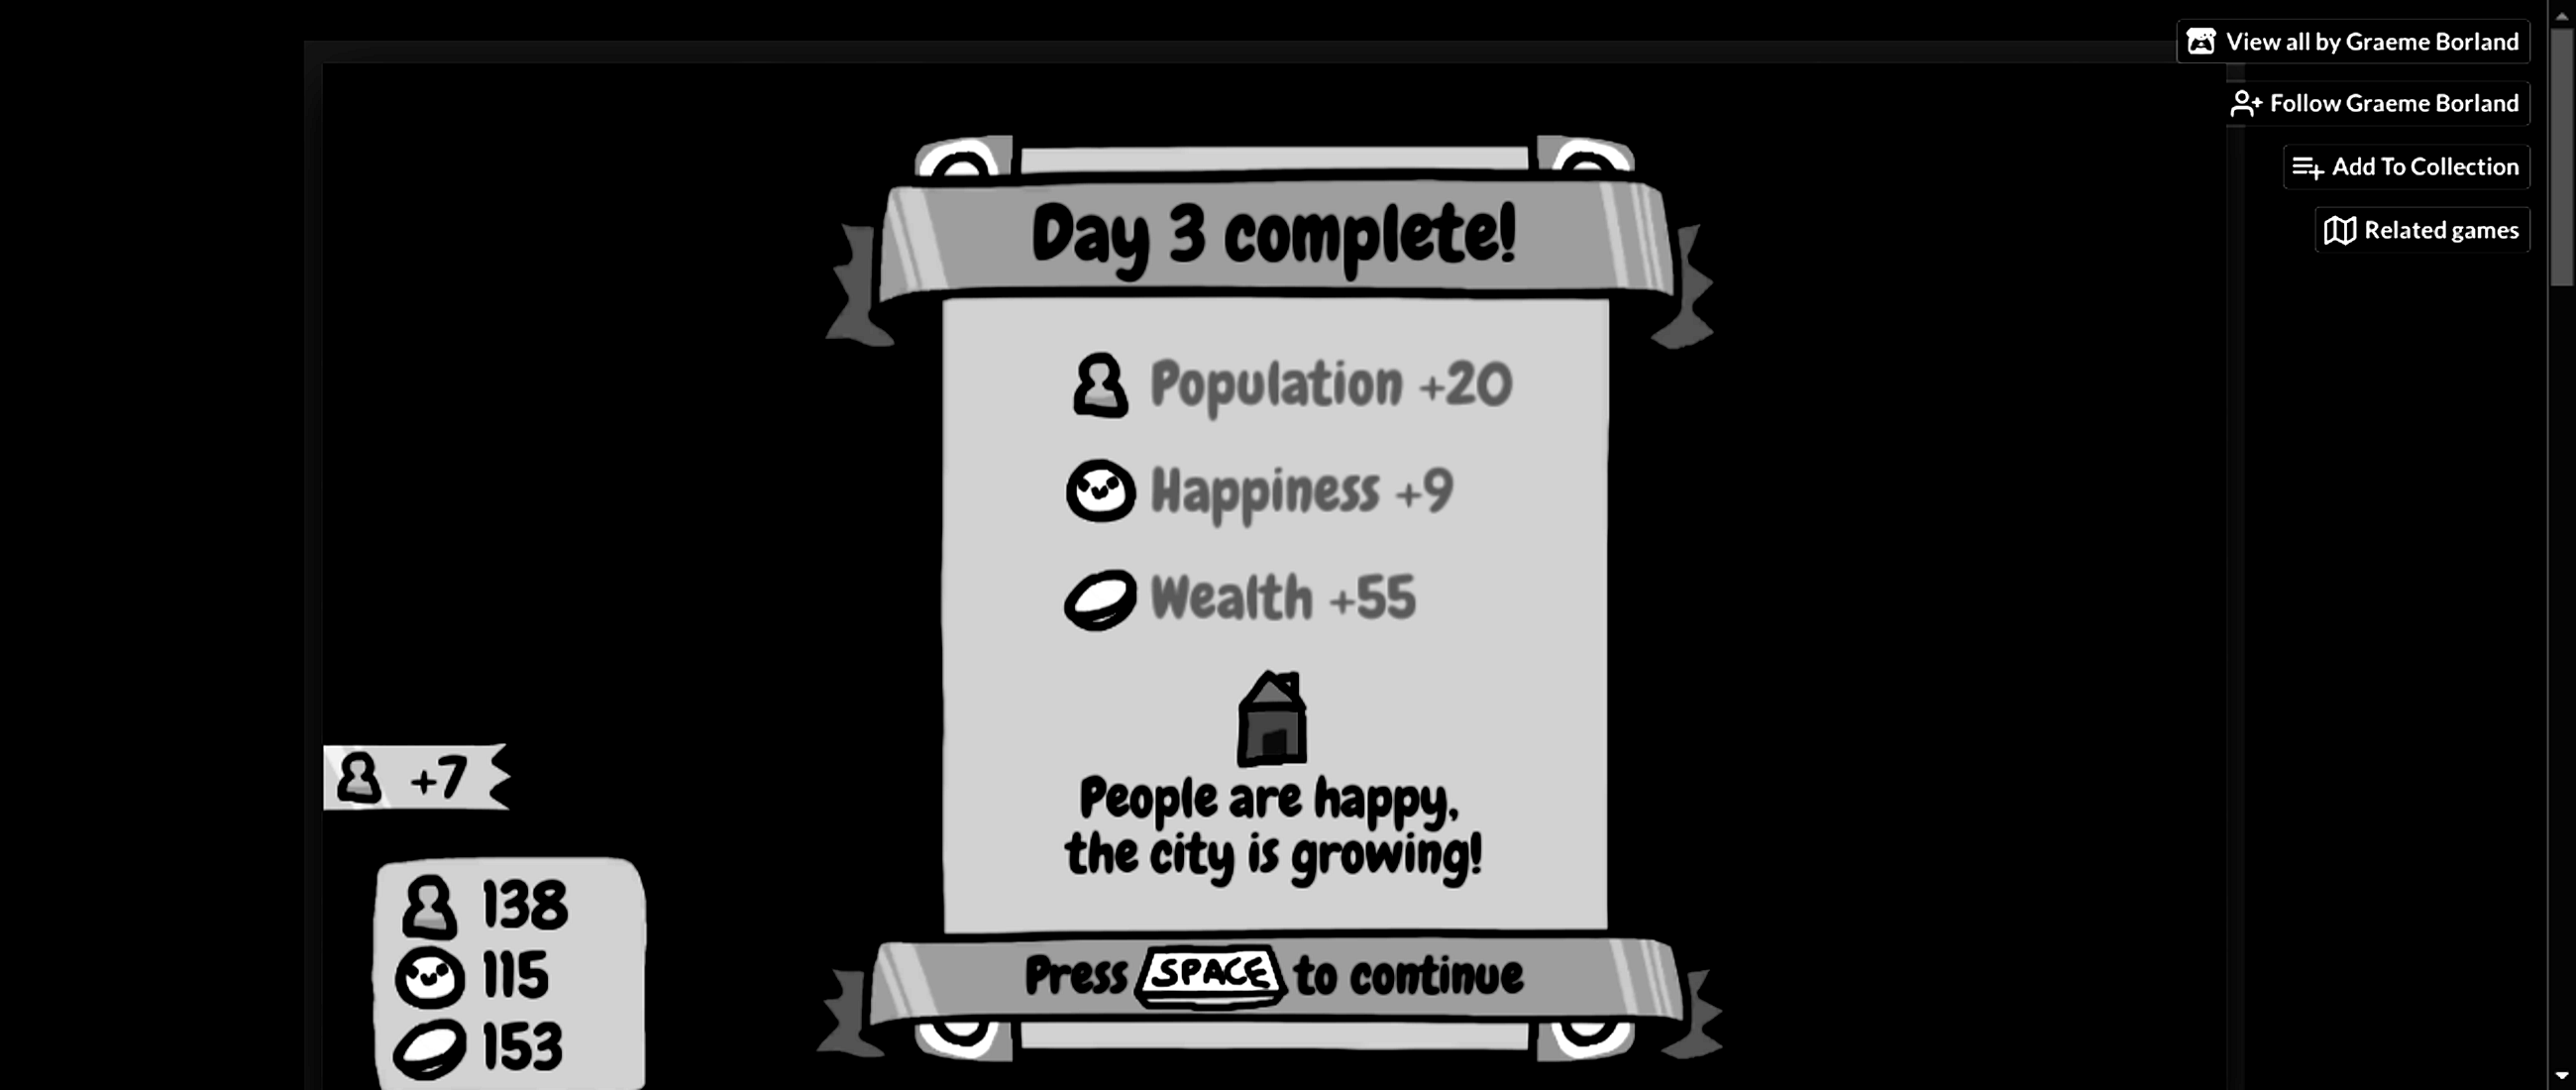 View all by Graeme Borland
Follow Graeme Borland
Add To Collection
Related games
Day 3 complete!
Population +20
Happiness +9
Wealth +55
People are happy,
the city is growing!
Press SPACE to continue
+7
138
115
153